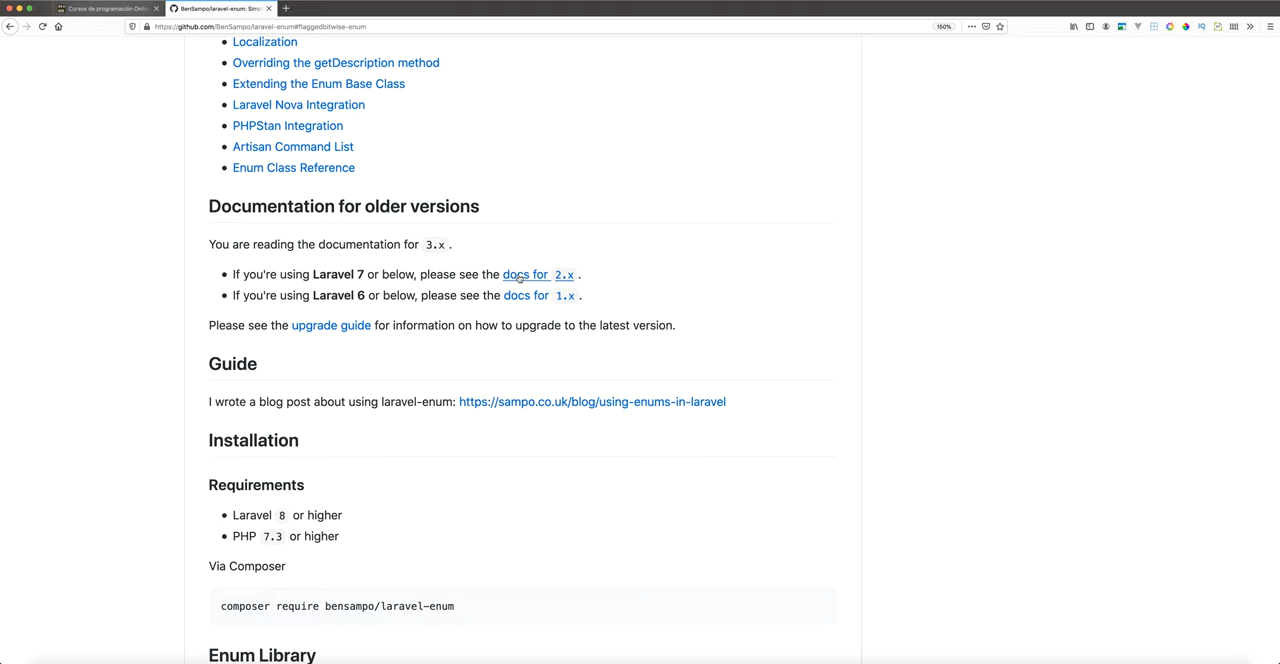 Cursos de programación Onlin
BenSampo/laravel-enum: Simp
https://github.com/BenSampo/laravel-enum#flaggedbitwise-enum
150%
Localization
Overriding the getDescription method
Extending the Enum Base Class
Laravel Nova Integration
PHPStan Integration
Artisan Command List
Enum Class Reference
Documentation for older versions
You are reading the documentation for 3.x .
If you're using Laravel 7 or below, please see the docs for 2.x .
If you're using Laravel 6 or below, please see the docs for 1.x .
Please see the upgrade guide for information on how to upgrade to the latest version.
Guide
I wrote a blog post about using laravel-enum: https://sampo.co.uk/blog/using-enums-in-laravel
Installation
Requirements
Laravel 8 or higher
PHP 7.3 or higher
Via Composer
composer require bensampo/laravel-enum
Enum Library